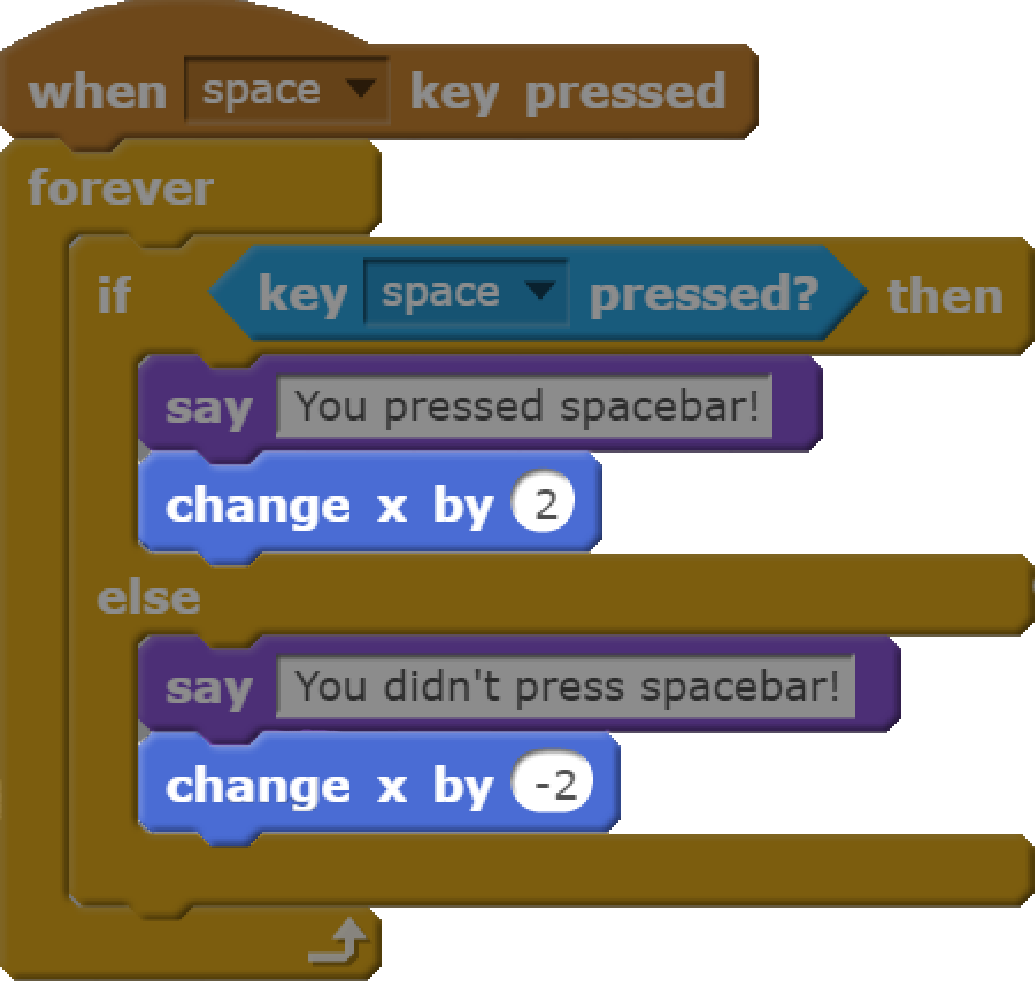 when space key pressed
forever
if key space pressed? then
say You pressed spacebar!
change x by 2
else
say You didn't press spacebar!
change x by -2